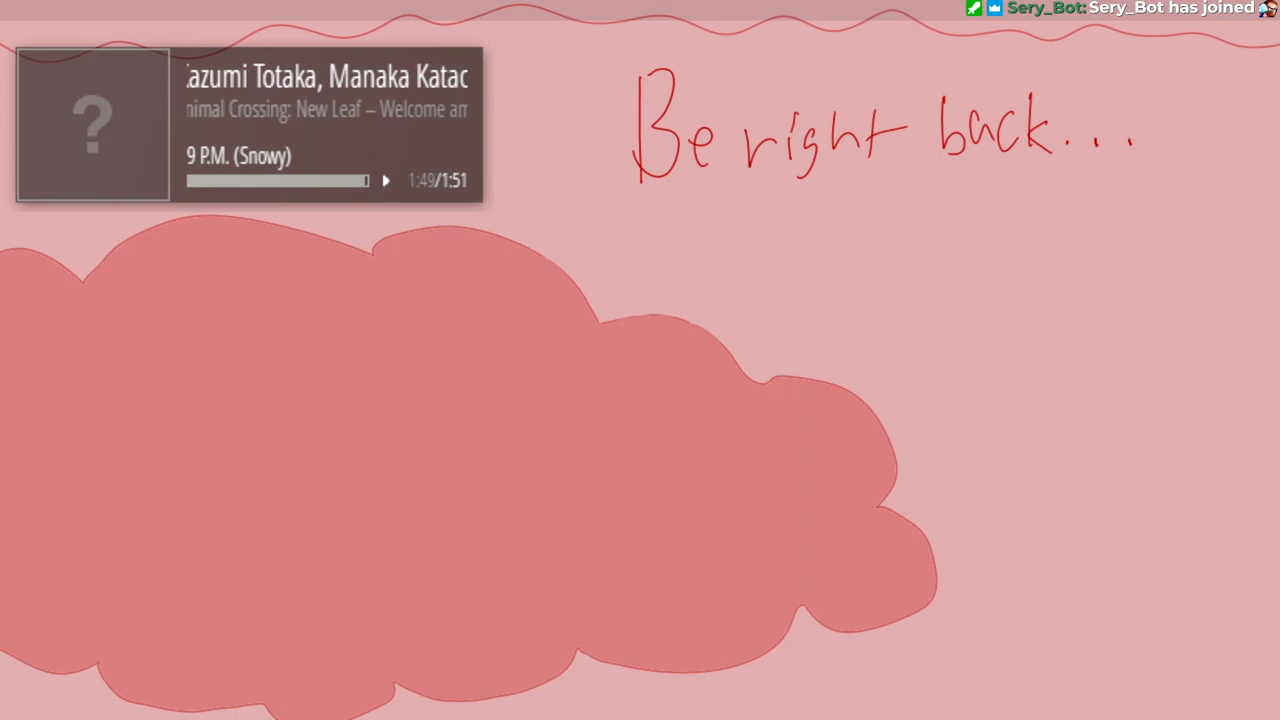 Sery_Bot: Sery_Bot has joined
azumi Totaka, Manaka Katac
nimal Crossing: New Leaf – Welcome am
9 P.M. (Snowy)
1:49/1:51
Be right back...